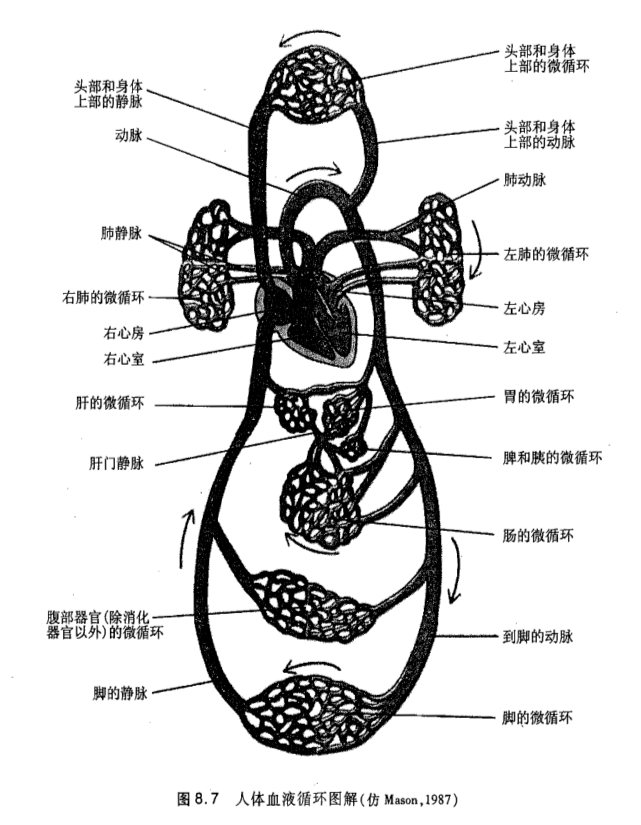 头部和身体
上部的微循环
头部和身体
上部的静脉
头部和身体
上部的动脉
动脉
肺动脉
肺静脉
左肺的微循环
右肺的微循环
左心房
右心房
左心室
右心室
胃的微循环
肝的微循环
脾和胰的微循环
肝门静脉
肠的微循环
腹部器官(除消化
器官以外)的微循环
到脚的动脉
脚的静脉
脚的微循环
图 8.7 人体血液循环图解(仿 Mason,1987)